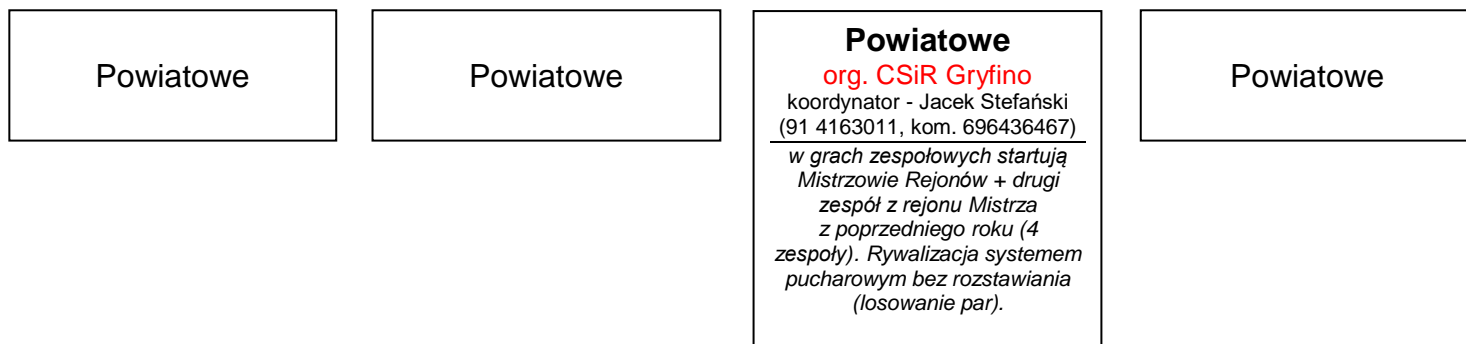 Powiatowe
Powiatowe
Powiatowe
org. CSiR Gryfino
koordynator - Jacek Stefański
(91 4163011, kom. 696436467)
w grach zespołowych startują
Mistrzowie Rejonów + drugi
zespół z rejonu Mistrza
z poprzedniego roku (4
zespoły). Rywalizacja systemem
pucharowym bez rozstawiania
(losowanie par).
Powiatowe